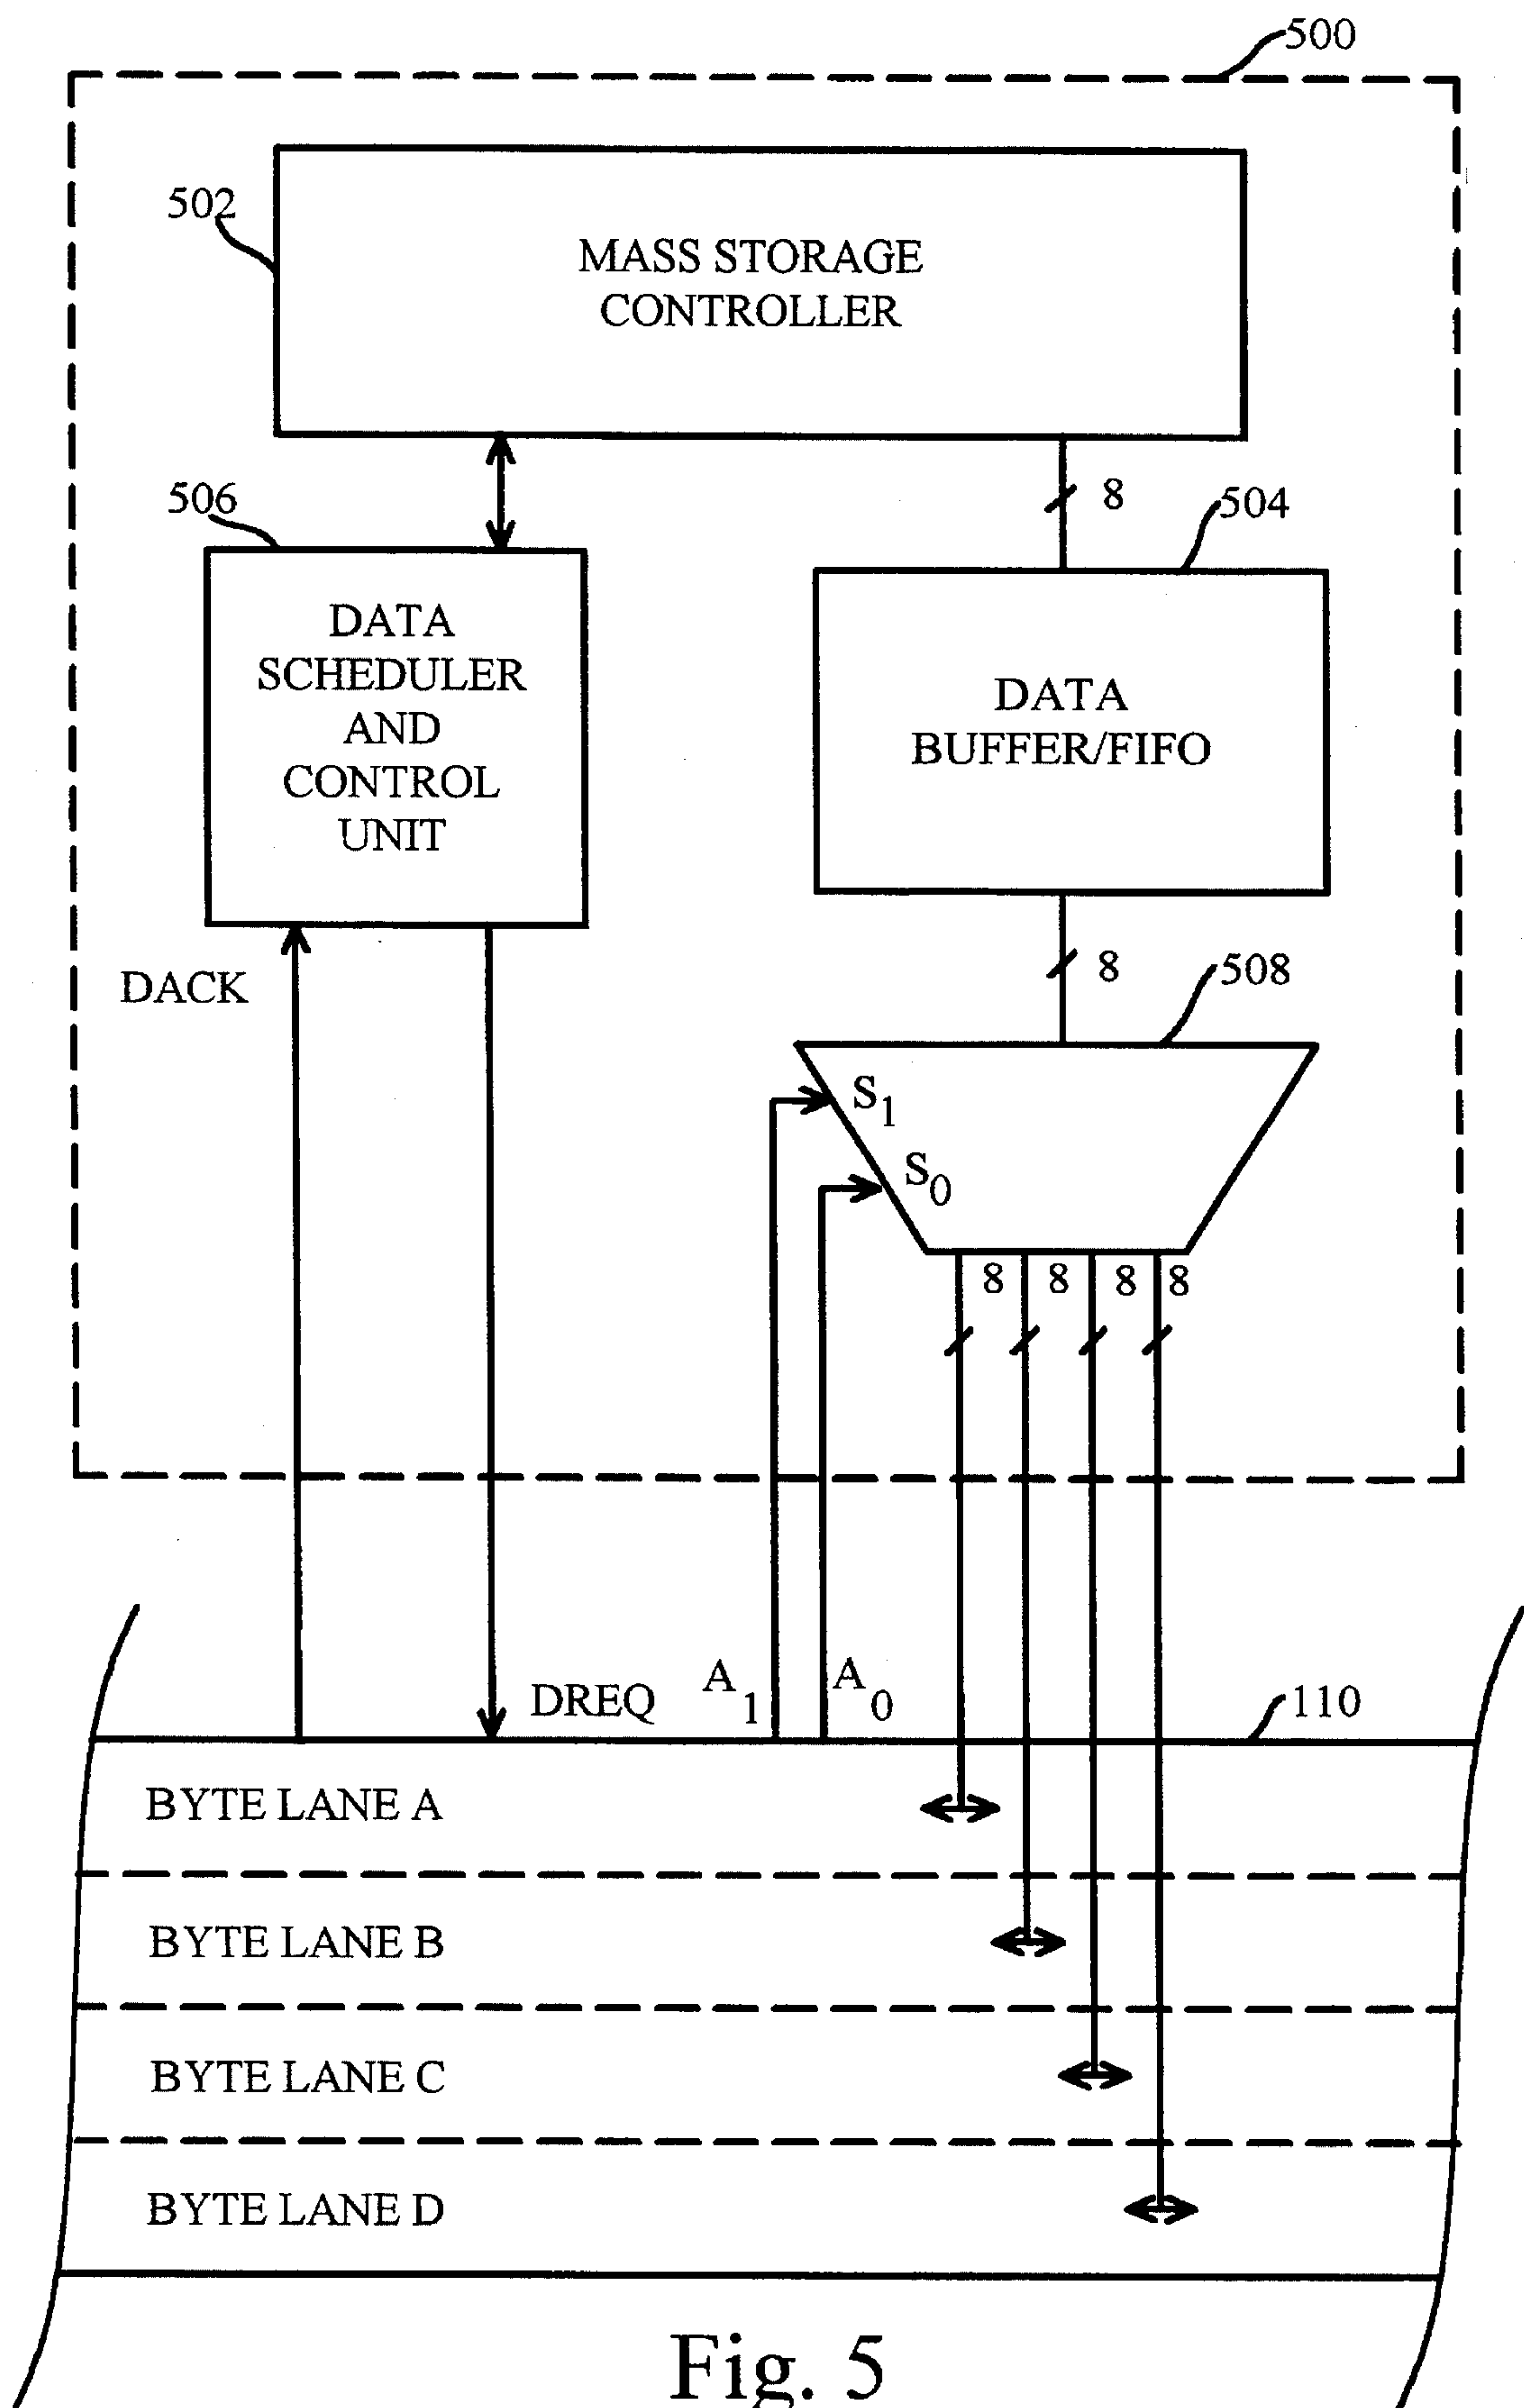 500
502
MASS STORAGE
CONTROLLER
506
8
504
DATA
SCHEDULER
AND
CONTROL
UNIT
DATA
BUFFER/FIFO
DACK
8
508
S1
S0
8 8 8 8
DREQ
A1
A0
110
BYTE LANE A
BYTE LANE B
BYTE LANE C
BYTE LANE D
Fig. 5